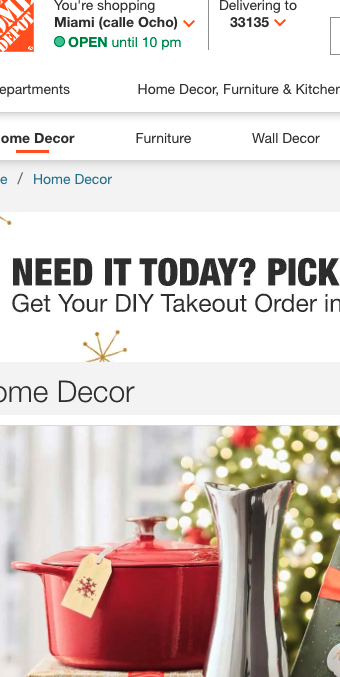 You're shopping
Delivering to
Miami (calle Ocho)
33135
OPEN until 10 pm
epartments
Home Decor, Furniture & Kitchen
ome Decor
Furniture
Wall Decor
e / Home Decor
NEED IT TODAY? PICK
Get Your DIY Takeout Order in
ome Decor